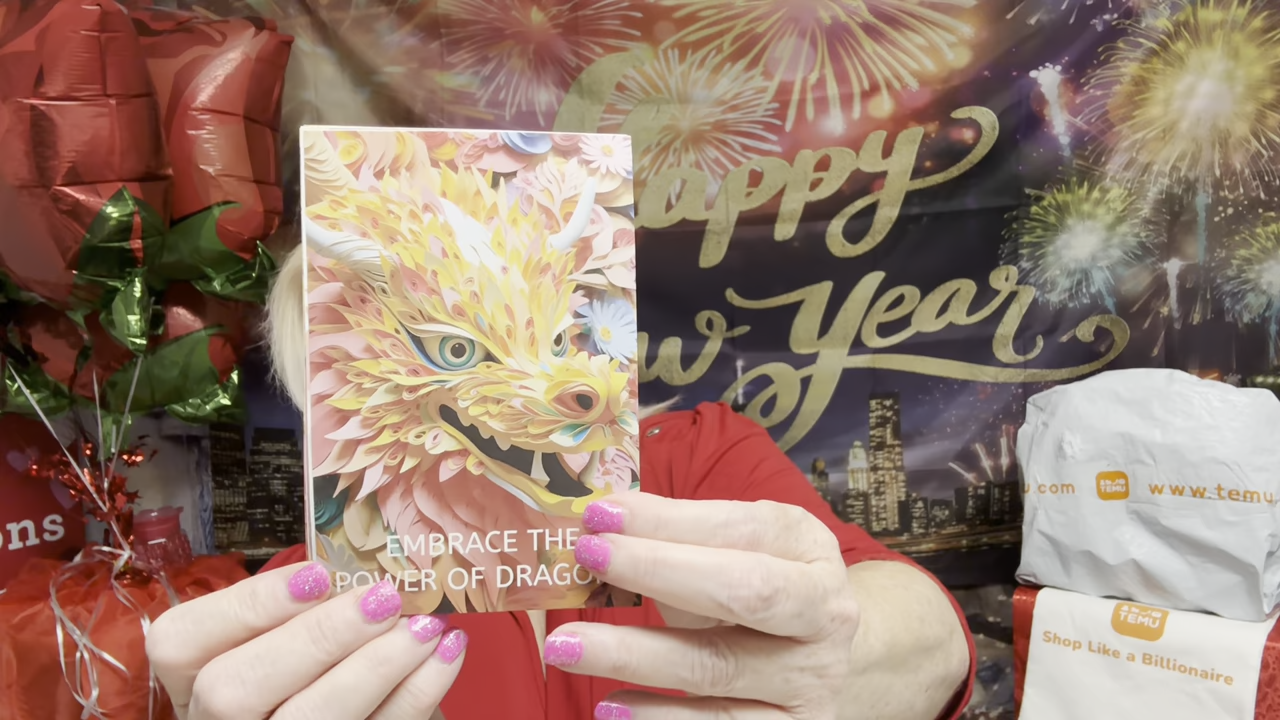 appy
w Year
EMBRACE THE
POWER OF DRAGO
ons
.com TEMU www.temu
TEMU
Shop Like a Billionaire